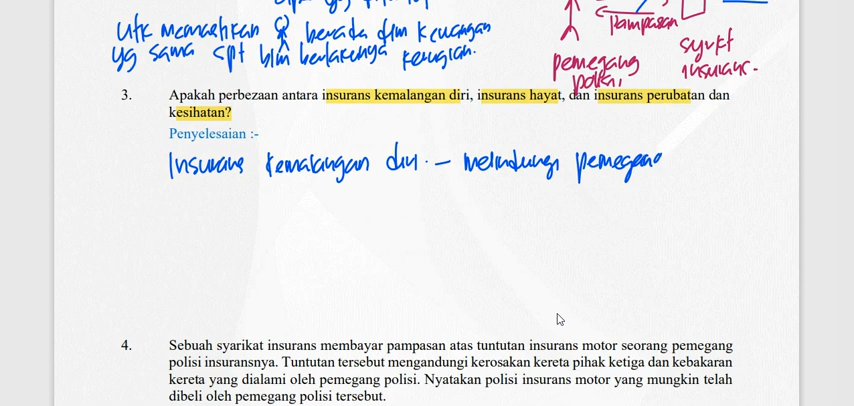 utk memastikan berada dlm keuangan
pampasan
yg sama spt blm berlakunya kerugian.
pemegang polisi
sykt insurans.
3. Apakah perbezaan antara insurans kemalangan diri, insurans hayat, dan insurans perubatan dan
kesihatan?
Penyelesaian :-
Insurans kemalangan diri. – melindungi pemegang
4. Sebuah syarikat insurans membayar pampasan atas tuntutan insurans motor seorang pemegang
polisi insuransnya. Tuntutan tersebut mengandungi kerosakan kereta pihak ketiga dan kebakaran
kereta yang dialami oleh pemegang polisi. Nyatakan polisi insurans motor yang mungkin telah
dibeli oleh pemegang polisi tersebut.